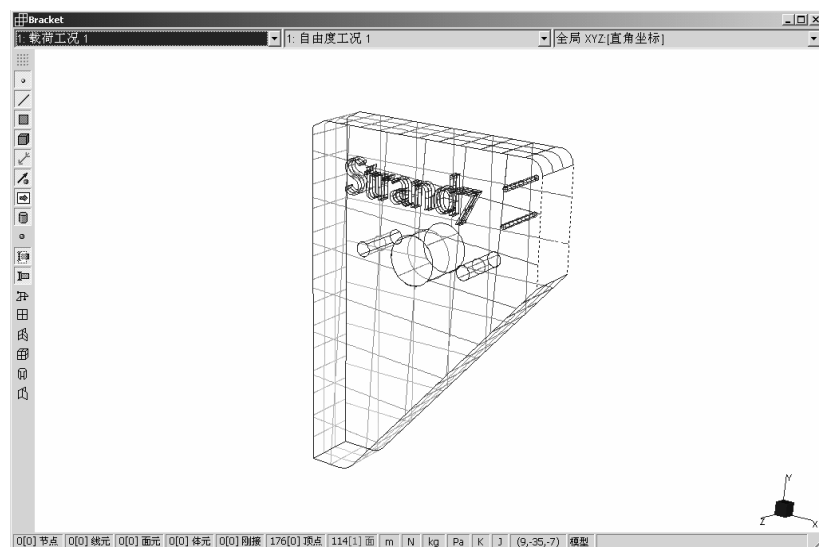 Bracket
1: 载荷工况 1
1: 自由度工况 1
全局 XYZ:[直角坐标]
Strand7
Y
Z
X
0[0] 节点 0[0] 线元 0[0] 面元 0[0] 体元 0[0] 刚接 176[0] 顶点 114[1] 面 m N kg Pa K J (9,-35,-7) 模型